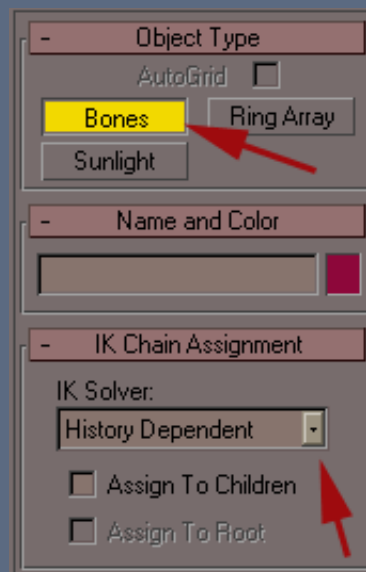 - Object Type
AutoGrid
Bones Ring Array
Sunlight
- Name and Color
- IK Chain Assignment
IK Solver:
History Dependent
Assign To Children
Assign To Root